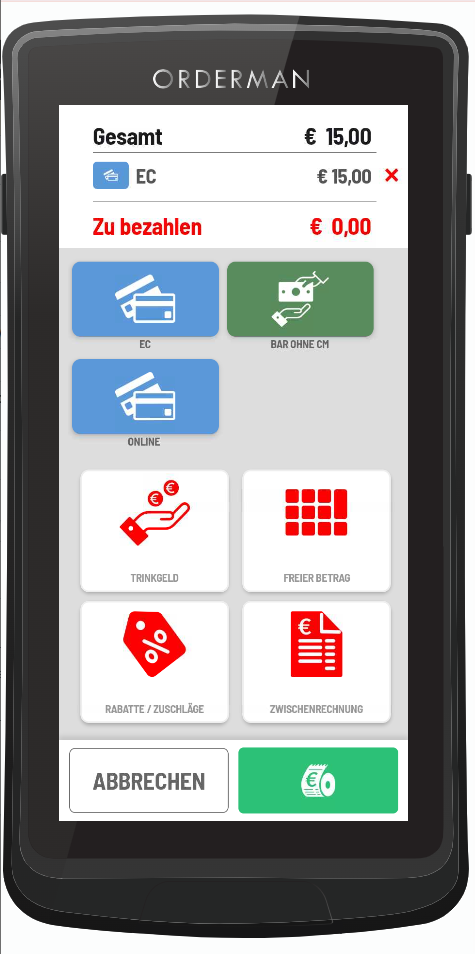 ORDERMAN
Gesamt € 15,00
EC € 15,00 ×
Zu bezahlen € 0,00
EC BAR OHNE CM
ONLINE
€ €
TRINKGELD FREIER BETRAG
% €
RABATTE / ZUSCHLÄGE ZWISCHENRECHNUNG
ABBRECHEN €